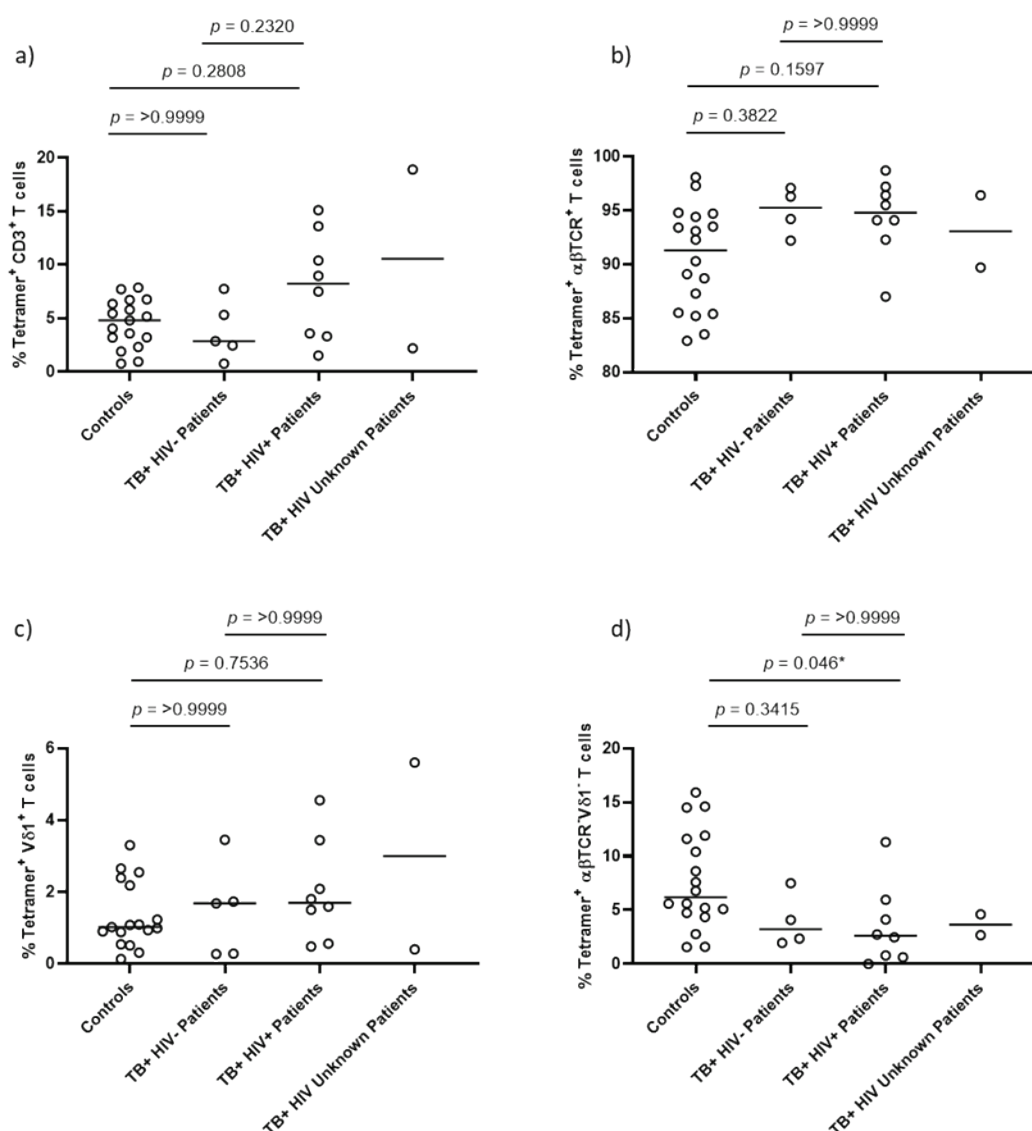 a)
p = 0.2320
p = 0.2808
p = >0.9999
% Tetramer⁺ CD3⁺ T cells
20
15
10
5
0
Controls
TB+ HIV- Patients
TB+ HIV+ Patients
TB+ HIV Unknown Patients
b)
p = >0.9999
p = 0.1597
p = 0.3822
% Tetramer⁺ αβTCR⁺ T cells
100
95
90
85
80
Controls
TB+ HIV- Patients
TB+ HIV+ Patients
TB+ HIV Unknown Patients
c)
p = >0.9999
p = 0.7536
p = >0.9999
% Tetramer⁺ Vδ1⁺ T cells
6
4
2
0
Controls
TB+ HIV- Patients
TB+ HIV+ Patients
TB+ HIV Unknown Patients
d)
p = >0.9999
p = 0.046*
p = 0.3415
% Tetramer⁺ αβTCR⁻Vδ1⁻ T cells
20
15
10
5
0
Controls
TB+ HIV- Patients
TB+ HIV+ Patients
TB+ HIV Unknown Patients